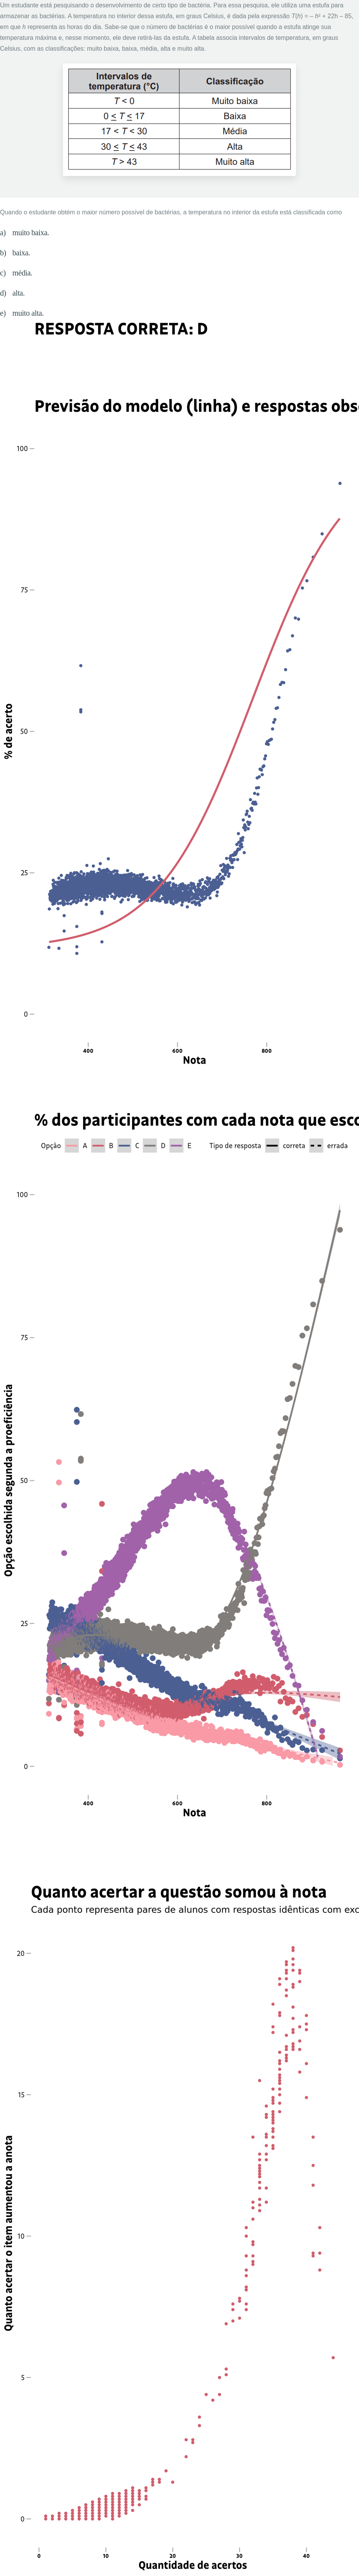 Um estudante está pesquisando o desenvolvimento de certo tipo de bactéria. Para essa pesquisa, ele utiliza uma estufa para
armazenar as bactérias. A temperatura no interior dessa estufa, em graus Celsius, é dada pela expressão T(h) = – h² + 22h – 85,
em que h representa as horas do dia. Sabe-se que o número de bactérias é o maior possível quando a estufa atinge sua
temperatura máxima e, nesse momento, ele deve retirá-las da estufa. A tabela associa intervalos de temperatura, em graus
Celsius, com as classificações: muito baixa, baixa, média, alta e muito alta.
Intervalos de temperatura (°C) Classificação
T < 0 Muito baixa
0 ≤ T ≤ 17 Baixa
17 < T < 30 Média
30 ≤ T ≤ 43 Alta
T > 43 Muito alta
Quando o estudante obtém o maior número possível de bactérias, a temperatura no interior da estufa está classificada como
a) muito baixa.
b) baixa.
c) média.
d) alta.
e) muito alta.
RESPOSTA CORRETA: D
Previsão do modelo (linha) e respostas obs
100
75
50
25
0
% de acerto
400 600 800
Nota
% dos participantes com cada nota que esco
Opção A B C D E Tipo de resposta correta errada
100
75
50
25
0
Opção escolhida segunda a proeficiência
400 600 800
Nota
Quanto acertar a questão somou à nota
Cada ponto representa pares de alunos com respostas idênticas com exc
20
15
10
5
0
Quanto acertar o item aumentou a anota
0 10 20 30 40
Quantidade de acertos